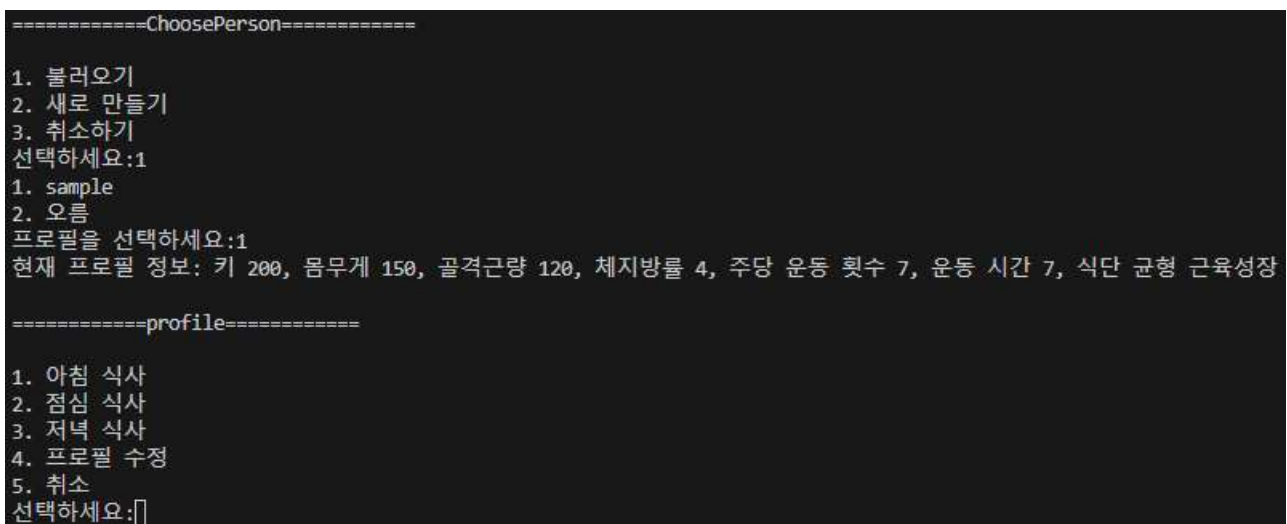 ============ChoosePerson============
1. 불러오기
2. 새로 만들기
3. 취소하기
선택하세요:1
1. sample
2. 오름
프로필을 선택하세요:1
현재 프로필 정보: 키 200, 몸무게 150, 골격근량 120, 체지방률 4, 주당 운동 횟수 7, 운동 시간 7, 식단 균형 근육성장
============profile============
1. 아침 식사
2. 점심 식사
3. 저녁 식사
4. 프로필 수정
5. 취소
선택하세요: